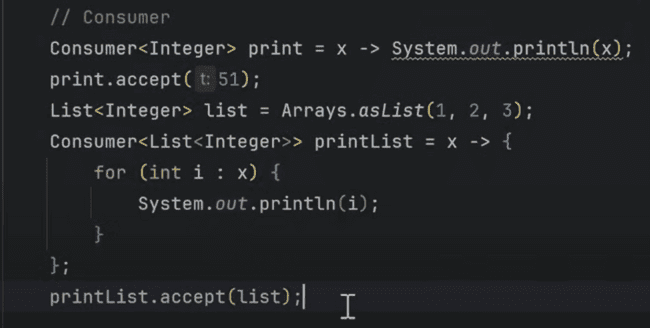 // Consumer
Consumer<Integer> print = x -> System.out.println(x);
print.accept( t: 51);
List<Integer> list = Arrays.asList(1, 2, 3);
Consumer<List<Integer>> printList = x -> {
    for (int i : x) {
        System.out.println(i);
    }
};
printList.accept(list);